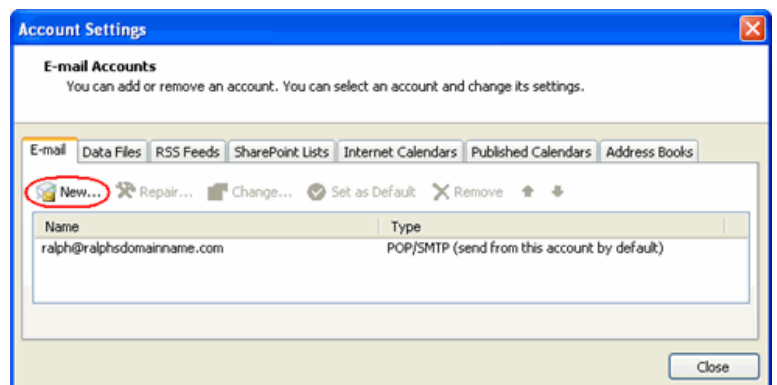 Account Settings
E-mail Accounts
You can add or remove an account. You can select an account and change its settings.
E-mail Data Files RSS Feeds SharePoint Lists Internet Calendars Published Calendars Address Books
New... Repair... Change... Set as Default Remove
Name Type
ralph@ralphsdomainname.com POP/SMTP (send from this account by default)
Close